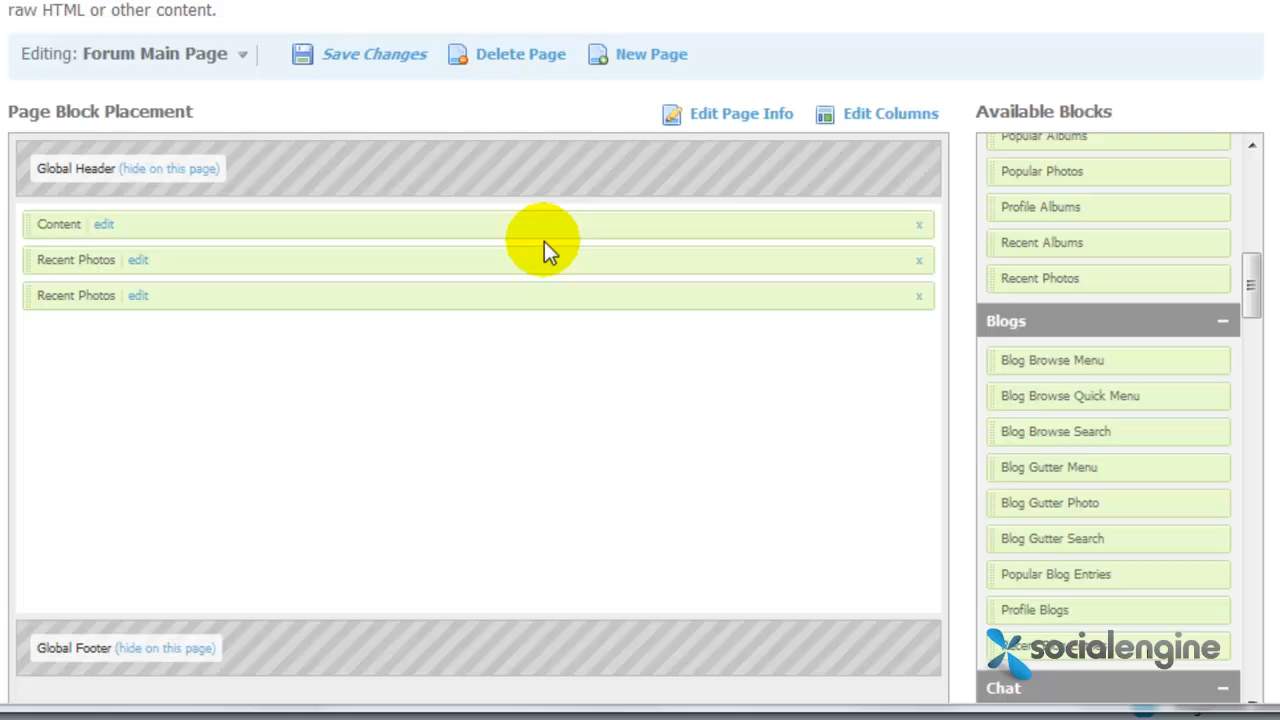 raw HTML or other content.
Editing: Forum Main Page
Save Changes
Delete Page
New Page
Page Block Placement
Edit Page Info
Edit Columns
Available Blocks
Global Header (hide on this page)
Content | edit
x
Recent Photos | edit
x
Recent Photos | edit
x
Global Footer (hide on this page)
Popular Albums
Popular Photos
Profile Albums
Recent Albums
Recent Photos
Blogs
Blog Browse Menu
Blog Browse Quick Menu
Blog Browse Search
Blog Gutter Menu
Blog Gutter Photo
Blog Gutter Search
Popular Blog Entries
Profile Blogs
socialengine
Chat